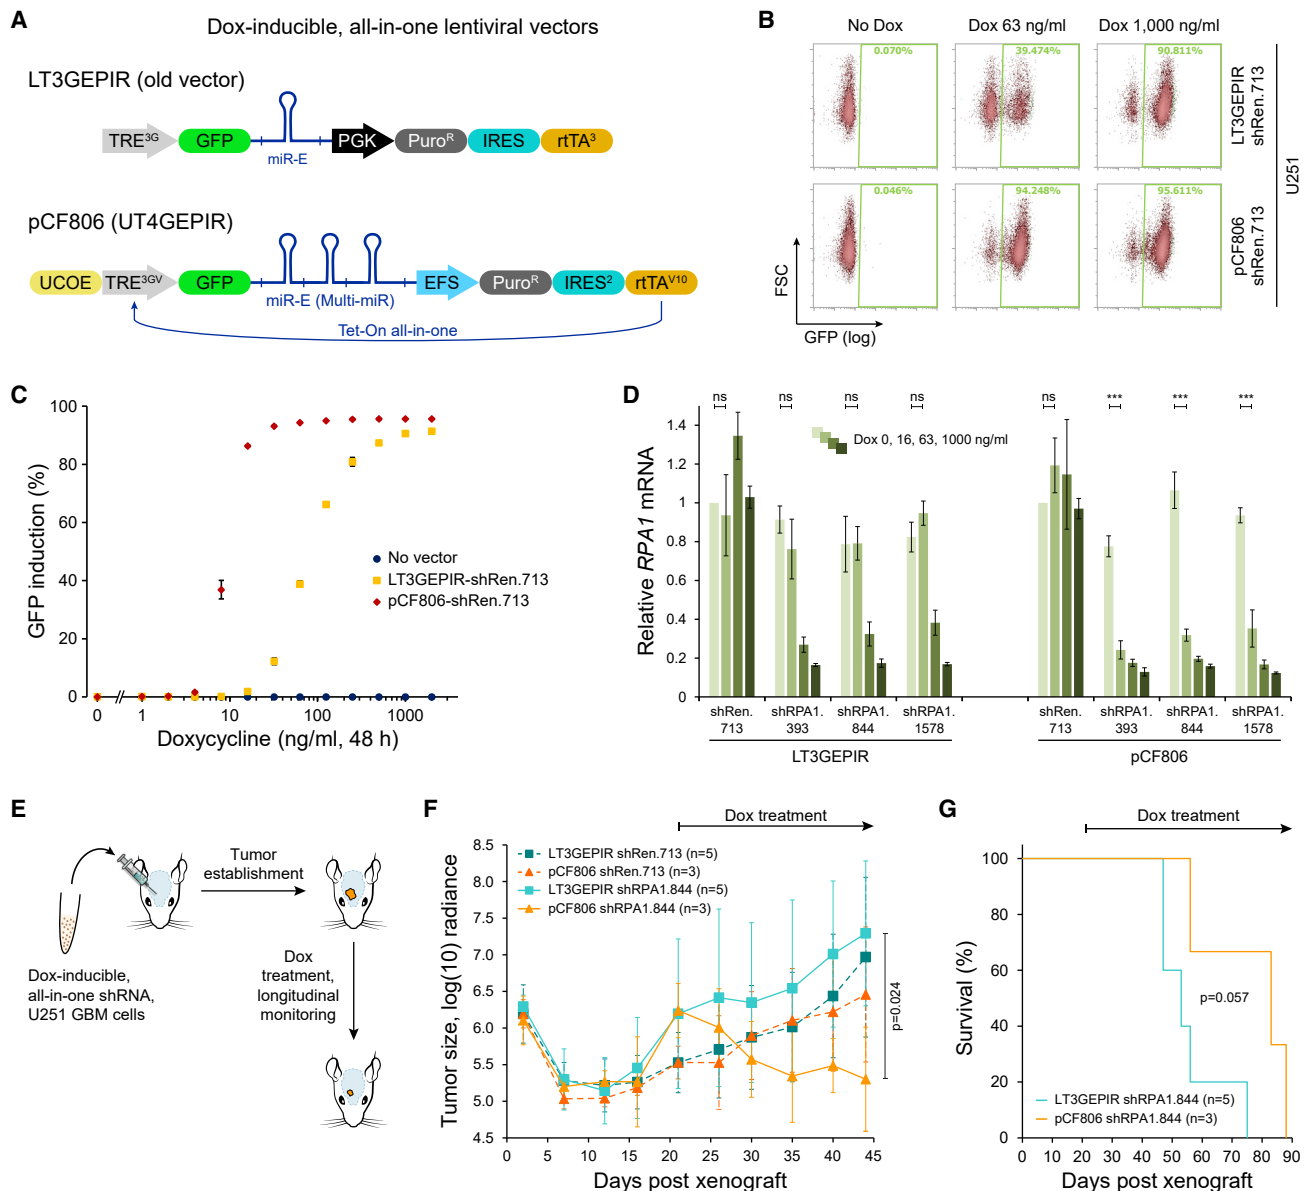 A
Dox-inducible, all-in-one lentiviral vectors
LT3GEPIR (old vector)
TRE3G
GFP
miR-E
PGK
PuroR
IRES
rtTA3
pCF806 (UT4GEPIR)
UCOE
TRE3GV
GFP
miR-E (Multi-miR)
EFS
PuroR
IRES2
rtTAV10
Tet-On all-in-one
B
No Dox
Dox 63 ng/ml
Dox 1,000 ng/ml
0.070%
39.474%
90.811%
LT3GEPIR
shRen.713
0.046%
94.248%
95.611%
pCF806
shRen.713
U251
FSC
GFP (log)
C
GFP induction (%)
100
80
60
40
20
0
No vector
LT3GEPIR-shRen.713
pCF806-shRen.713
0 1 10 100 1000
Doxycycline (ng/ml, 48 h)
D
Relative RPA1 mRNA
ns ns ns ns ns *** *** ***
Dox 0, 16, 63, 1000 ng/ml
1.4
1.2
1
0.8
0.6
0.4
0.2
0
shRen. shRPA1. shRPA1. shRPA1. shRen. shRPA1. shRPA1. shRPA1.
713 393 844 1578 713 393 844 1578
LT3GEPIR pCF806
E
Tumor
establishment
Dox-inducible,
all-in-one shRNA,
U251 GBM cells
Dox
treatment,
longitudinal
monitoring
F
Dox treatment
Tumor size, log(10) radiance
8.5
8.0
7.5
7.0
6.5
6.0
5.5
5.0
4.5
LT3GEPIR shRen.713 (n=5)
pCF806 shRen.713 (n=3)
LT3GEPIR shRPA1.844 (n=5)
pCF806 shRPA1.844 (n=3)
p=0.024
0 5 10 15 20 25 30 35 40 45
Days post xenograft
G
Dox treatment
Survival (%)
100
80
60
40
20
0
p=0.057
LT3GEPIR shRPA1.844 (n=5)
pCF806 shRPA1.844 (n=3)
0 10 20 30 40 50 60 70 80 90
Days post xenograft